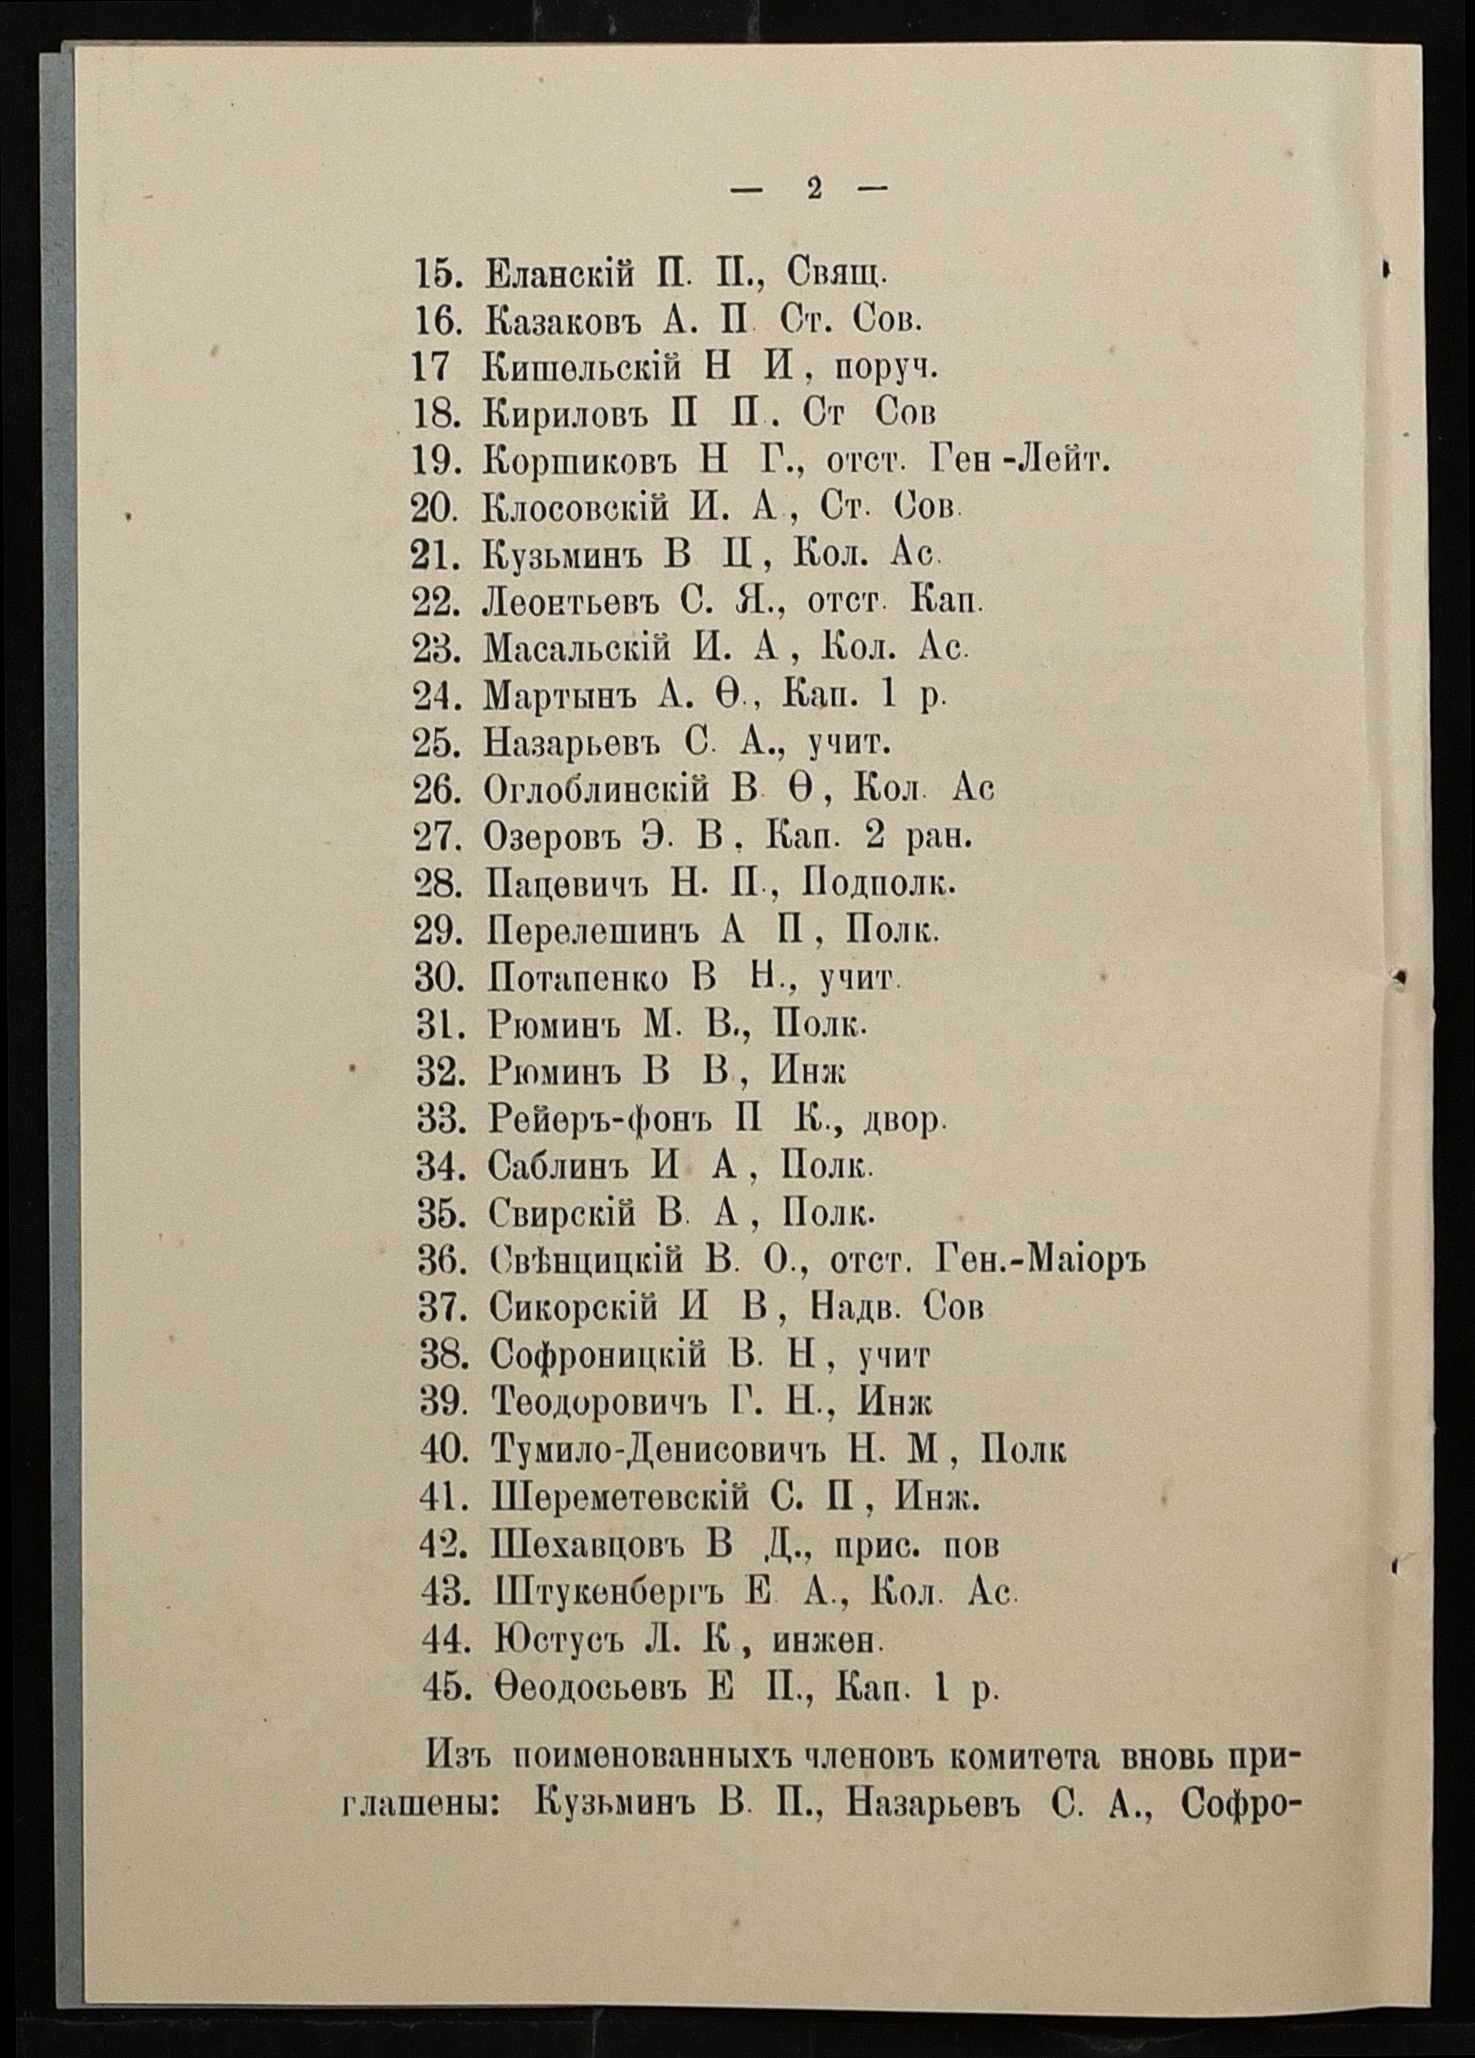 — 2 —
15. Еланскій П. П., Свящ.
16. Казаковъ А. П. Ст. Сов.
17 Кишельскій Н И, поруч.
18. Кириловъ П П. Ст Сов
19. Коршиковъ Н Г., отст. Ген-Лейт.
20. Клосовскій И. А., Ст. Сов.
21. Кузьминъ В Ц, Кол. Ас.
22. Леонтьевъ С. Я., отст. Кап.
23. Масальскій И. А, Кол. Ас.
24. Мартынъ А. Ѳ., Кап. 1 р.
25. Назарьевъ С. А., учит.
26. Оглоблинскій В. Ѳ, Кол. Ас
27. Озеровъ Э. В, Кап. 2 ран.
28. Пацевичъ Н. П., Подполк.
29. Перелешинъ А П, Полк.
30. Потапенко В Н., учит.
31. Рюминъ М. В., Полк.
32. Рюминъ В В., Инж
33. Рейеръ-фонъ П К., двор.
34. Саблинъ И А, Полк.
35. Свирскій В. А, Полк.
36. Свѣнцицкій В. О., отст. Ген.-Маіоръ
37. Сикорскій И В, Надв. Сов
38. Софроницкій В. Н, учит
39. Теодоровичъ Г. Н., Инж
40. Тумило-Денисовичъ Н. М, Полк
41. Шереметевскій С. П, Инж.
42. Шехавцовъ В Д., прис. пов
43. Штукенбергъ Е. А., Кол. Ас.
44. Юстусъ Л. К, инжен.
45. Ѳеодосьевъ Е П., Кап. 1 р.
Изъ поименованныхъ членовъ комитета вновь при-
глашены: Кузьминъ В. П., Назарьевъ С. А., Софро-